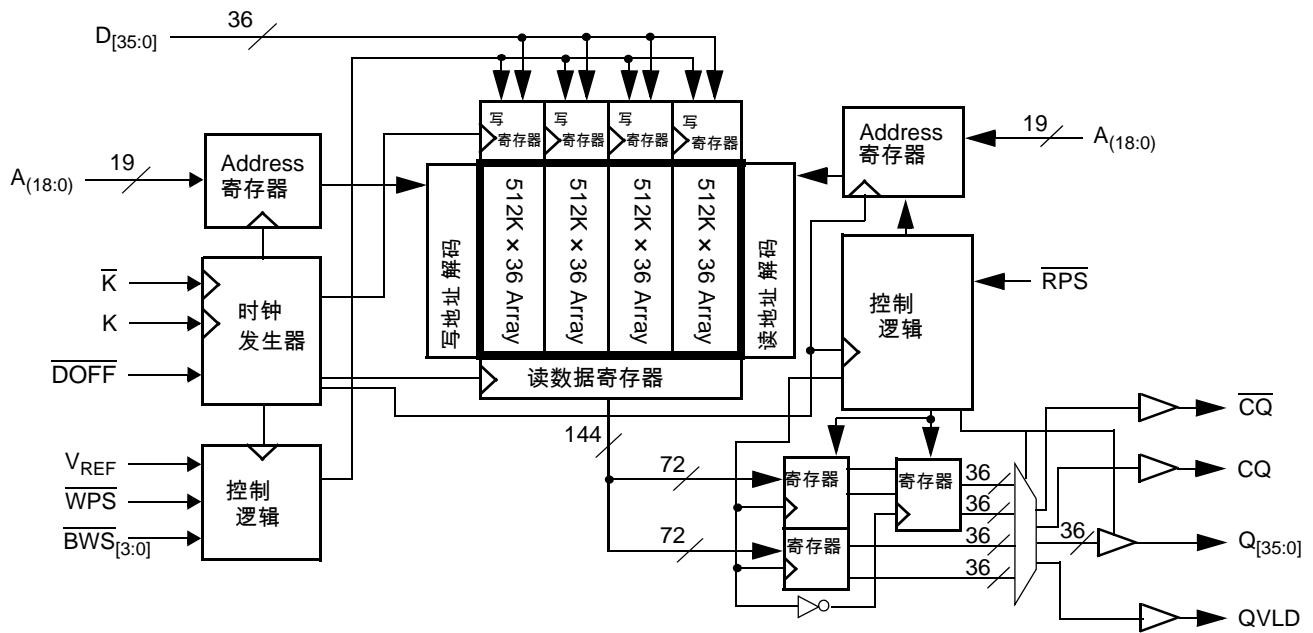 D[35:0]
36
写
寄存器
写
寄存器
写
寄存器
写
寄存器
A(18:0)
19
Address
寄存器
写地址 解码
512K × 36 Array
512K × 36 Array
512K × 36 Array
512K × 36 Array
读地址 解码
Address
寄存器
19
A(18:0)
K̅
K
D̅O̅F̅F̅
时钟
发生器
控制
逻辑
R̅P̅S̅
读数据寄存器
VREF
W̅P̅S̅
B̅W̅S̅[3:0]
控制
逻辑
144
72
72
寄存器
寄存器
寄存器
36
36
36
36
36
C̅Q̅
CQ
Q[35:0]
QVLD